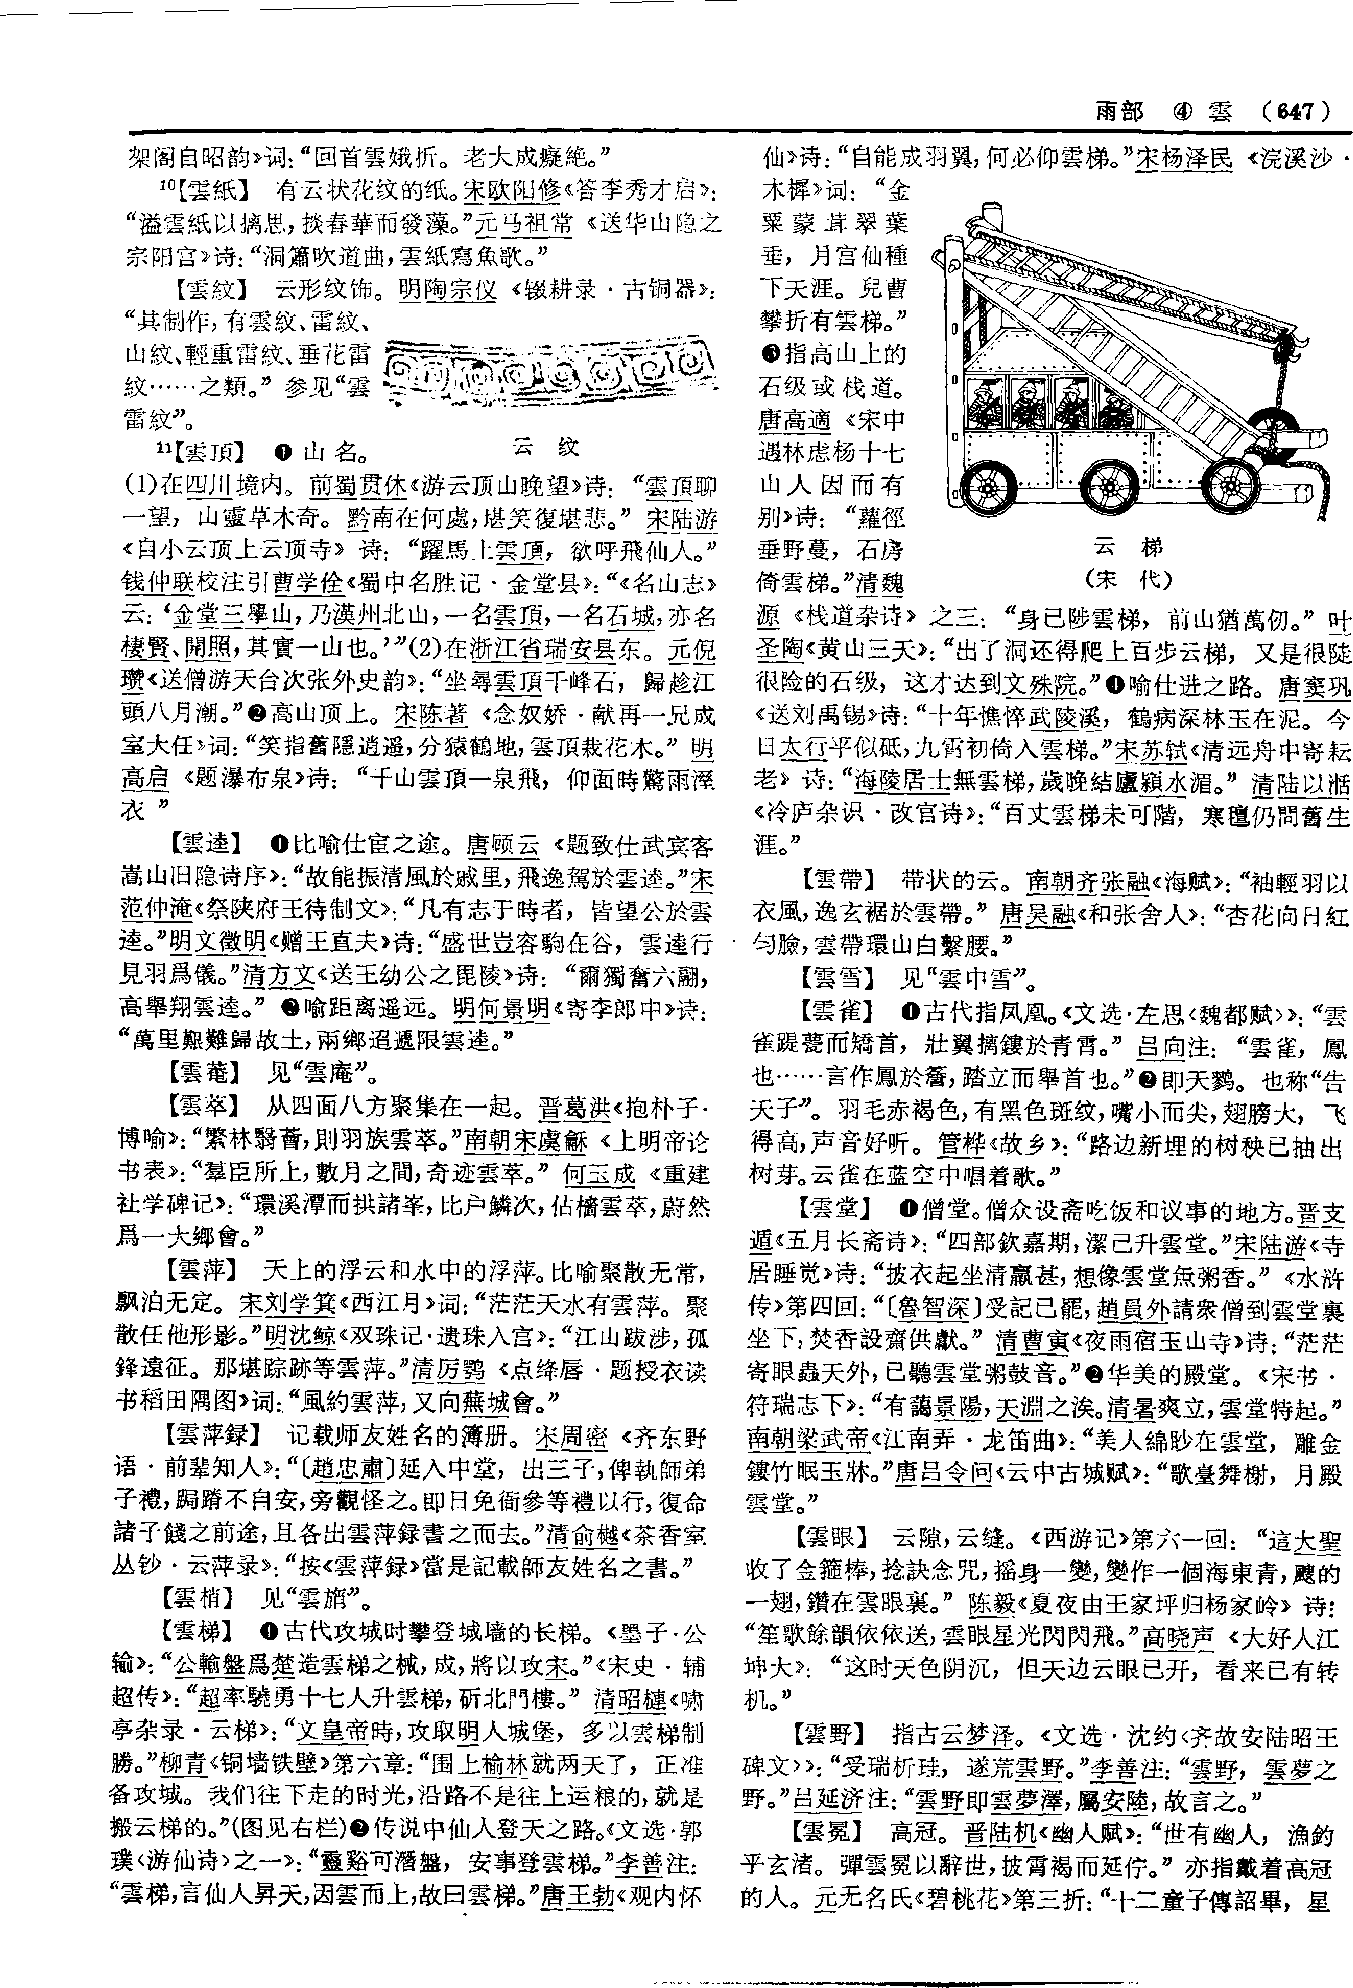 雨部 ④ 雲 （647）
架阁自昭韵》词：“回首雲娥折。老大成癡絶。”
¹⁰【雲紙】 有云状花纹的纸。宋欧阳修《答李秀才启》：
“溢雲紙以摛思，掞春華而發藻。”元马祖常《送华山隐之
宗阳宫》诗：“洞簫吹道曲，雲紙寫魚歌。”
【雲紋】 云形纹饰。明陶宗仪《辍耕录·古铜器》：
“其制作，有雲紋、雷紋、
山紋、輕重雷紋、垂花雷
紋……之類。”参见“雲
雷紋”。
云 纹
¹¹【雲頂】 ❶山名。
(1)在四川境内。前蜀贯休《游云顶山晚望》诗：“雲頂聊
一望，山靈草木奇。黔南在何處，堪笑復堪悲。”宋陆游
《自小云顶上云顶寺》诗：“躍馬上雲頂，欲呼飛仙人。”
钱仲联校注引曹学佺《蜀中名胜记·金堂县》：“《名山志》
云：‘金堂三學山，乃漢州北山，一名雲頂，一名石城，亦名
棲賢、開照，其實一山也。’”(2)在浙江省瑞安县东。元倪
瓒《送僧游天台次张外史韵》：“坐尋雲頂千峰石，歸趁江
頭八月潮。”❷高山顶上。宋陈著《念奴娇·献再一兄成
室大任》词：“笑指舊隱逍遥，分猿鶴地，雲頂栽花木。”明
高启《题瀑布泉》诗：“千山雲頂一泉飛，仰面時驚雨溼
衣”
【雲逵】 ❶比喻仕宦之途。唐顾云《题致仕武宾客
嵩山旧隐诗序》：“故能振清風於戚里，飛逸駕於雲逵。”宋
范仲淹《祭陕府王待制文》：“凡有志于時者，皆望公於雲
逵。”明文徵明《赠王直夫》诗：“盛世豈容駒在谷，雲逵行
見羽爲儀。”清方文《送王幼公之毘陵》诗：“爾獨奮六翮，
高舉翔雲逵。”❷喻距离遥远。明何景明《寄李郎中》诗：
“萬里艱難歸故土，兩鄉迢遞限雲逵。”
【雲菴】 见“雲庵”。
【雲萃】 从四面八方聚集在一起。晋葛洪《抱朴子·
博喻》：“繁林翳薈，則羽族雲萃。”南朝宋虞龢《上明帝论
书表》：“羣臣所上，數月之間，奇迹雲萃。”何玉成《重建
社学碑记》：“環溪潭而拱諸峯，比户鱗次，佔檣雲萃，蔚然
爲一大鄉會。”
【雲萍】 天上的浮云和水中的浮萍。比喻聚散无常，
飘泊无定。宋刘学箕《西江月》词：“茫茫天水有雲萍。聚
散任他形影。”明沈鲸《双珠记·遗珠入宫》：“江山跋涉，孤
鋒遠征。那堪踪跡等雲萍。”清厉鹗《点绛唇·题授衣读
书稻田隅图》词：“風約雲萍，又向蕪城會。”
【雲萍録】 记载师友姓名的簿册。宋周密《齐东野
语·前辈知人》：“〔趙忠肅〕延入中堂，出三子，俾執師弟
子禮，跼蹐不自安，旁觀怪之。即日免衙參等禮以行，復命
諸子餞之前途，且各出雲萍録書之而去。”清俞樾《茶香室
丛钞·云萍录》：“按《雲萍録》當是記載師友姓名之書。”
【雲梢】 见“雲旓”。
【雲梯】 ❶古代攻城时攀登城墙的长梯。《墨子·公
输》：“公輸盤爲楚造雲梯之械，成，將以攻宋。”《宋史·辅
超传》：“超率驍勇十七人升雲梯，斫北門樓。”清昭槤《啸
亭杂录·云梯》：“文皇帝時，攻取明人城堡，多以雲梯制
勝。”柳青《铜墙铁壁》第六章：“围上榆林就两天了，正准
备攻城。我们往下走的时光，沿路不是往上运粮的，就是
搬云梯的。”(图见右栏)❷传说中仙人登天之路。《文选·郭
璞〈游仙诗〉之一》：“靈谿可潛盤，安事登雲梯。”李善注：
“雲梯，言仙人昇天，因雲而上，故曰雲梯。”唐王勃《观内怀
仙》诗：“自能成羽翼，何必仰雲梯。”宋杨泽民《浣溪沙·
木樨》词：“金
粟蒙茸翠葉
垂，月宫仙種
下天涯。兒曹
攀折有雲梯。”
❸指高山上的
石级或栈道。
唐高適《宋中
遇林虑杨十七
山人因而有
别》诗：“蘿徑
垂野蔓，石房
倚雲梯。”清魏
云 梯
（宋 代）
源《栈道杂诗》之三：“身已陟雲梯，前山猶萬仞。”叶
圣陶《黄山三天》：“出了洞还得爬上百步云梯，又是很陡
很险的石级，这才达到文殊院。”❹喻仕进之路。唐窦巩
《送刘禹锡》诗：“十年憔悴武陵溪，鶴病深林玉在泥。今
日太行平似砥，九霄初倚入雲梯。”宋苏轼《清远舟中寄耘
老》诗：“海陵居士無雲梯，歲晚結廬潁水湄。”清陆以湉
《冷庐杂识·改官诗》：“百丈雲梯未可階，寒氊仍問舊生
涯。”
【雲帶】 带状的云。南朝齐张融《海赋》：“袖輕羽以
衣風，逸玄裾於雲帶。”唐吴融《和张舍人》：“杏花向日紅
匀臉，雲帶環山白繫腰。”
【雲雪】 见“雲中雪”。
【雲雀】 ❶古代指凤凰。《文选·左思〈魏都赋〉》：“雲
雀踶甍而矯首，壯翼摛鏤於青霄。”吕向注：“雲雀，鳳
也……言作鳳於甍，踏立而舉首也。”❷即天鹨。也称“告
天子”。羽毛赤褐色，有黑色斑纹，嘴小而尖，翅膀大，飞
得高，声音好听。管桦《故乡》：“路边新埋的树秧已抽出
树芽。云雀在蓝空中唱着歌。”
【雲堂】 ❶僧堂。僧众设斋吃饭和议事的地方。晋支
遁《五月长斋诗》：“四部欽嘉期，潔己升雲堂。”宋陆游《寺
居睡觉》诗：“披衣起坐清羸甚，想像雲堂魚粥香。”《水浒
传》第四回：“〔魯智深〕受記已罷，趙員外請衆僧到雲堂裏
坐下，焚香設齋供獻。”清曹寅《夜雨宿玉山寺》诗：“茫茫
寄眼蟲天外，已聽雲堂粥鼓音。”❷华美的殿堂。《宋书·
符瑞志下》：“有藹景陽，天淵之涘。清暑爽立，雲堂特起。”
南朝梁武帝《江南弄·龙笛曲》：“美人綿眇在雲堂，雕金
鏤竹眠玉牀。”唐吕令问《云中古城赋》：“歌臺舞榭，月殿
雲堂。”
【雲眼】 云隙，云缝。《西游记》第六一回：“這大聖
收了金箍棒，捻訣念咒，摇身一變，變作一個海東青，飕的
一翅，鑽在雲眼裏。”陈毅《夏夜由王家坪归杨家岭》诗：
“笙歌餘韻依依送，雲眼星光閃閃飛。”高晓声《大好人江
坤大》：“这时天色阴沉，但天边云眼已开，看来已有转
机。”
【雲野】 指古云梦泽。《文选·沈约〈齐故安陆昭王
碑文〉》：“受瑞析珪，遂荒雲野。”李善注：“雲野，雲夢之
野。”吕延济注：“雲野即雲夢澤，屬安陸，故言之。”
【雲冕】 高冠。晋陆机《幽人赋》：“世有幽人，漁釣
乎玄渚。彈雲冕以辭世，披霄褐而延佇。”亦指戴着高冠
的人。元无名氏《碧桃花》第三折：“十二童子傳詔畢，星